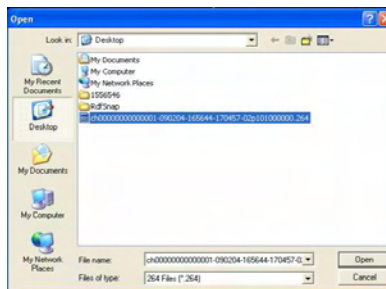 Open
Look in: Desktop
My Documents
My Computer
My Network Places
1556546
RdfSnap
ch00000000000001-090204-165644-170457-02p101000000.264
My Recent
Documents
Desktop
My Documents
My Computer
My Network
Places
File name: ch00000000000001-090204-165644-170457-0;
Files of type: 264 Files (*.264)
Open
Cancel